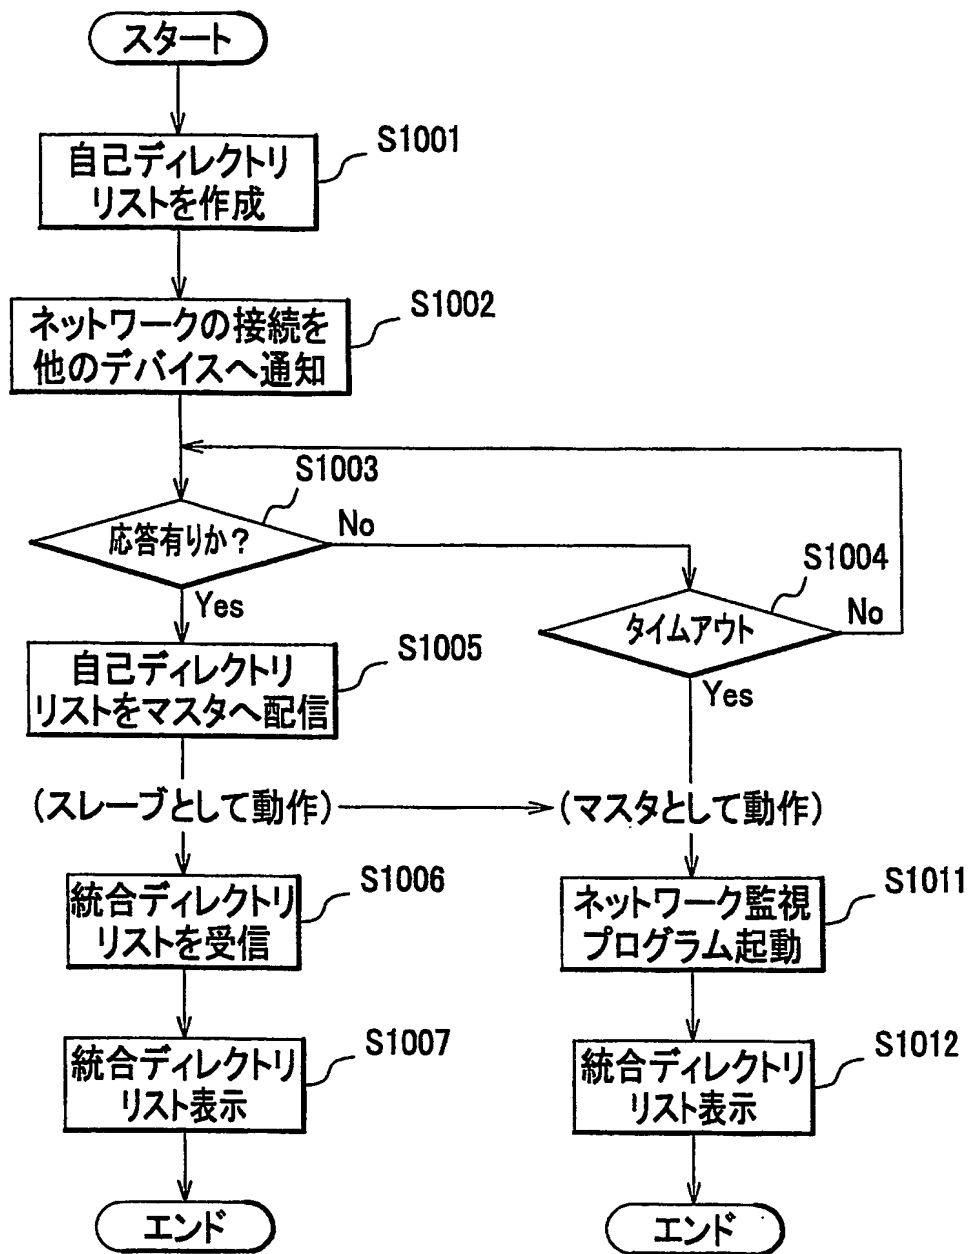 スタート
S1001
自己ディレクトリ
リストを作成
S1002
ネットワークの接続を
他のデバイスへ通知
S1003
応答有りか?
No
Yes
S1004
タイムアウト
No
Yes
S1005
自己ディレクトリ
リストをマスタへ配信
(スレーブとして動作)
(マスタとして動作)
S1006
統合ディレクトリ
リストを受信
S1011
ネットワーク監視
プログラム起動
S1007
統合ディレクトリ
リスト表示
S1012
統合ディレクトリ
リスト表示
エンド
エンド